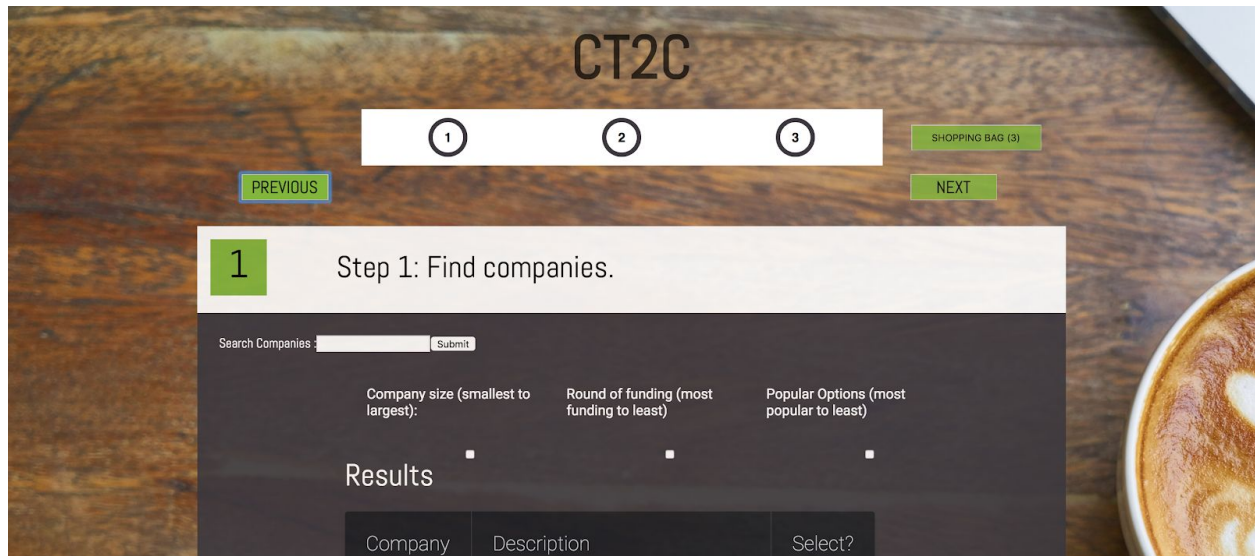 CT2C
1 2 3
SHOPPING BAG (3)
PREVIOUS
NEXT
1
Step 1: Find companies.
Search Companies :
Submit
Company size (smallest to
largest):
Round of funding (most
funding to least)
Popular Options (most
popular to least)
Results
Company Description Select?